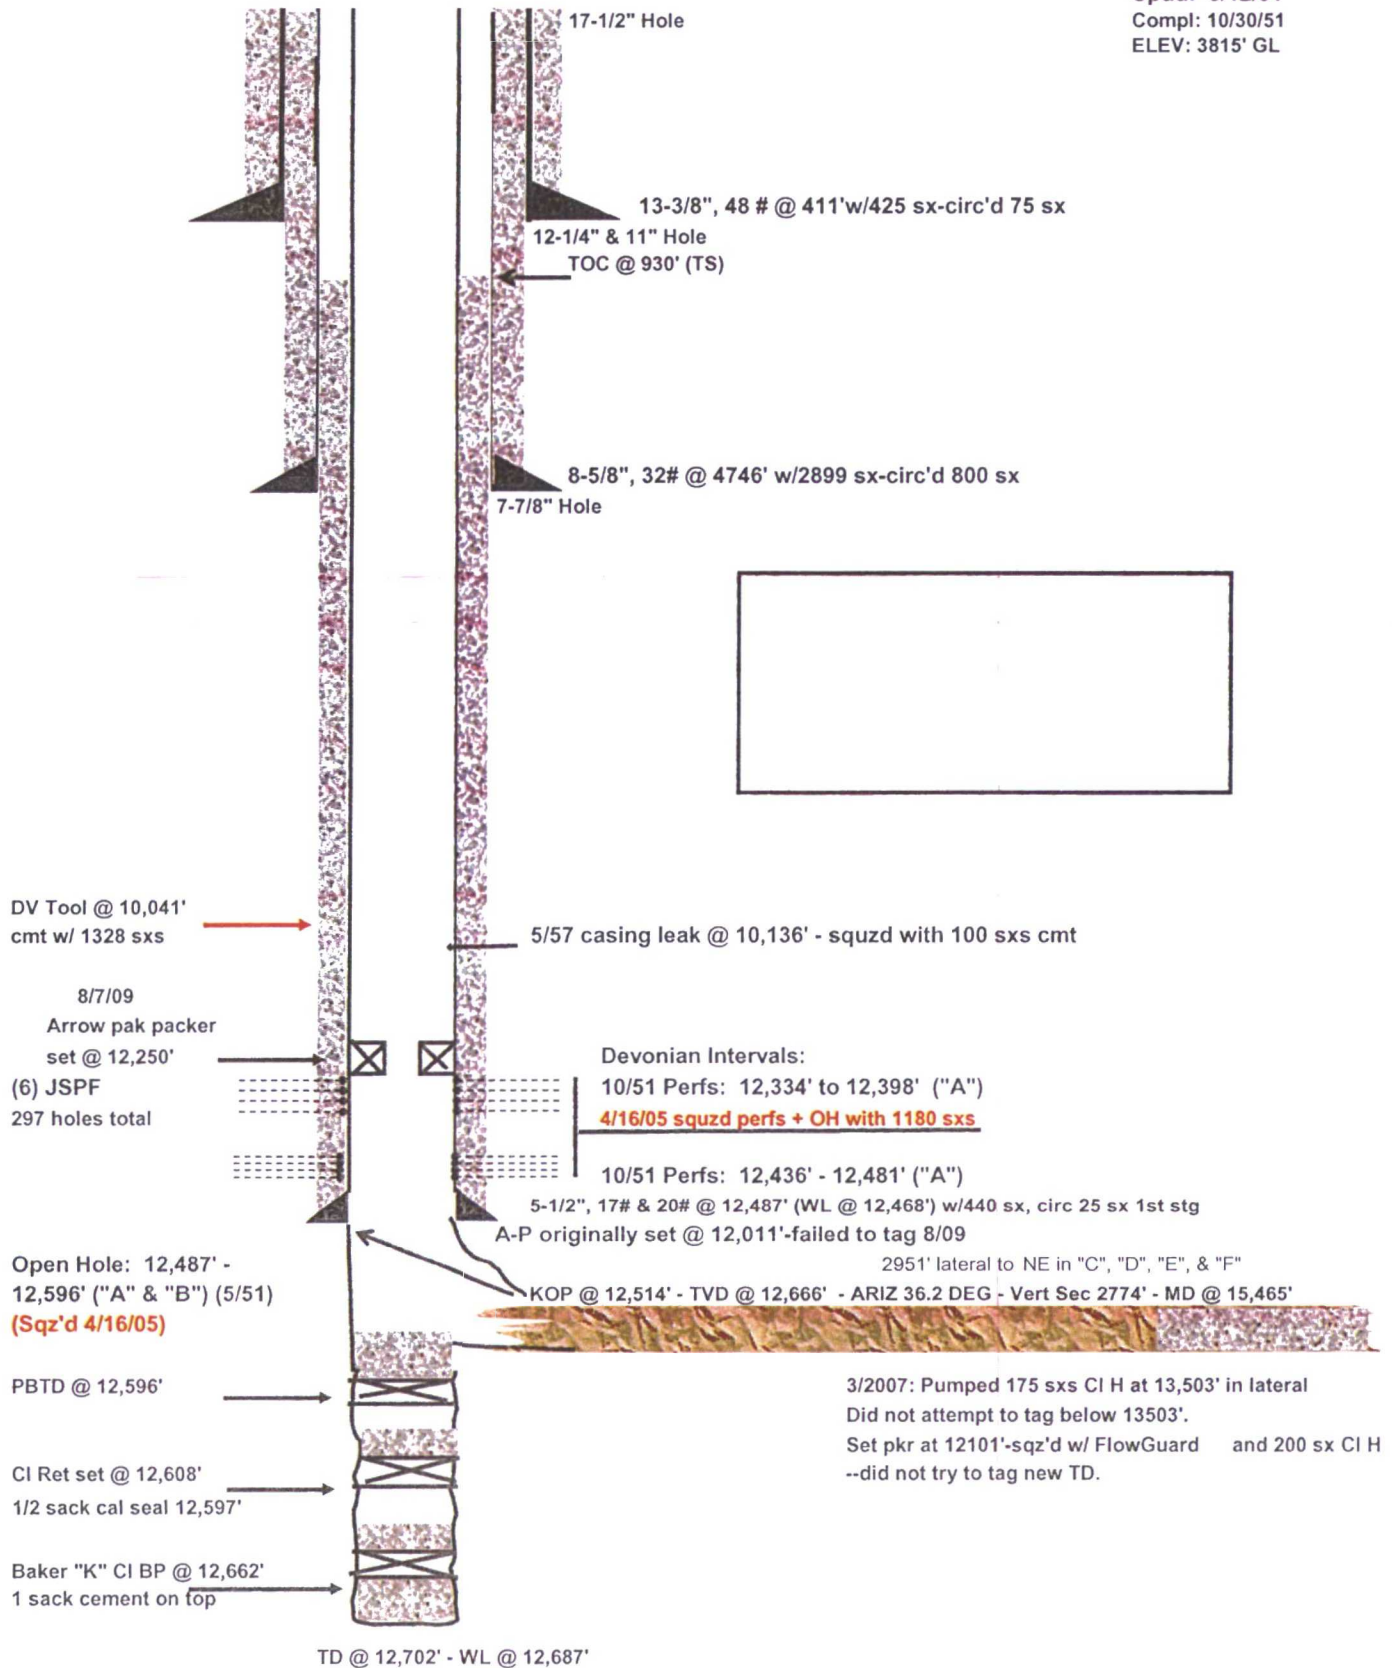 17-1/2" Hole
Compl: 10/30/51
ELEV: 3815' GL
13-3/8", 48 # @ 411'w/425 sx-circ'd 75 sx
12-1/4" & 11" Hole
TOC @ 930' (TS)
8-5/8", 32# @ 4746' w/2899 sx-circ'd 800 sx
7-7/8" Hole
DV Tool @ 10,041'
cmt w/ 1328 sxs
5/57 casing leak @ 10,136' - squzd with 100 sxs cmt
8/7/09
Arrow pak packer
set @ 12,250'
(6) JSPF
297 holes total
Devonian Intervals:
10/51 Perfs: 12,334' to 12,398' ("A")
4/16/05 squzd perfs + OH with 1180 sxs
10/51 Perfs: 12,436' - 12,481' ("A")
5-1/2", 17# & 20# @ 12,487' (WL @ 12,468') w/440 sx, circ 25 sx 1st stg
A-P originally set @ 12,011'-failed to tag 8/09
2951' lateral to NE in "C", "D", "E", & "F"
KOP @ 12,514' - TVD @ 12,666' - ARIZ 36.2 DEG - Vert Sec 2774' - MD @ 15,465'
Open Hole: 12,487' -
12,596' ("A" & "B") (5/51)
(Sqz'd 4/16/05)
PBTD @ 12,596'
3/2007: Pumped 175 sxs Cl H at 13,503' in lateral
Did not attempt to tag below 13503'.
Set pkr at 12101'-sqz'd w/ FlowGuard and 200 sx Cl H
--did not try to tag new TD.
CI Ret set @ 12,608'
1/2 sack cal seal 12,597'
Baker "K" CI BP @ 12,662'
1 sack cement on top
TD @ 12,702' - WL @ 12,687'